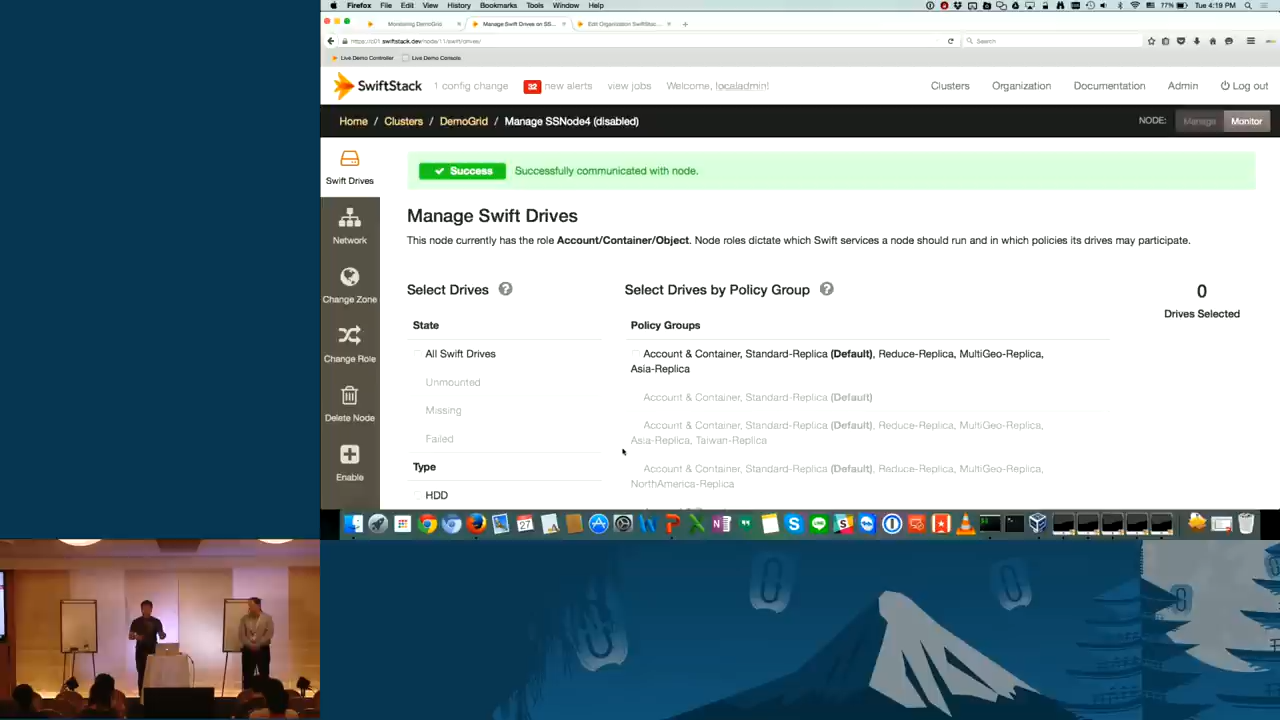 Firefox File Edit View History Bookmarks Tools Window Help
77% Tue 4:19 PM
Monitoring DemoGrid
Manage Swift Drives on SS...
Edit Organization SwiftStac...
Search
Live Demo Controller Live Demo Console
SwiftStack 1 config change 32 new alerts view jobs Welcome, localadmin! Clusters Organization Documentation Admin Log out
Home / Clusters / DemoGrid / Manage SSNode4 (disabled) NODE: Manage Monitor
Swift Drives
Network
Change Zone
Change Role
Delete Node
Enable
Success Successfully communicated with node.
Manage Swift Drives
This node currently has the role Account/Container/Object. Node roles dictate which Swift services a node should run and in which policies its drives may participate.
Select Drives ?
State
All Swift Drives
Unmounted
Missing
Failed
Type
HDD
Select Drives by Policy Group ?
Policy Groups
Account & Container, Standard-Replica (Default), Reduce-Replica, MultiGeo-Replica,
Asia-Replica
Account & Container, Standard-Replica (Default)
Account & Container, Standard-Replica (Default), Reduce-Replica, MultiGeo-Replica,
Asia-Replica, Taiwan-Replica
Account & Container, Standard-Replica (Default), Reduce-Replica, MultiGeo-Replica,
NorthAmerica-Replica
0
Drives Selected